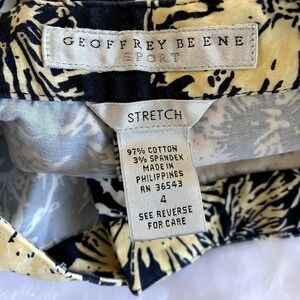 GEOFFREY BEENE
SPORT
STRETCH
97% COTTON
3% SPANDEX
MADE IN
PHILIPPINES
RN 36543
4
SEE REVERSE
FOR CARE